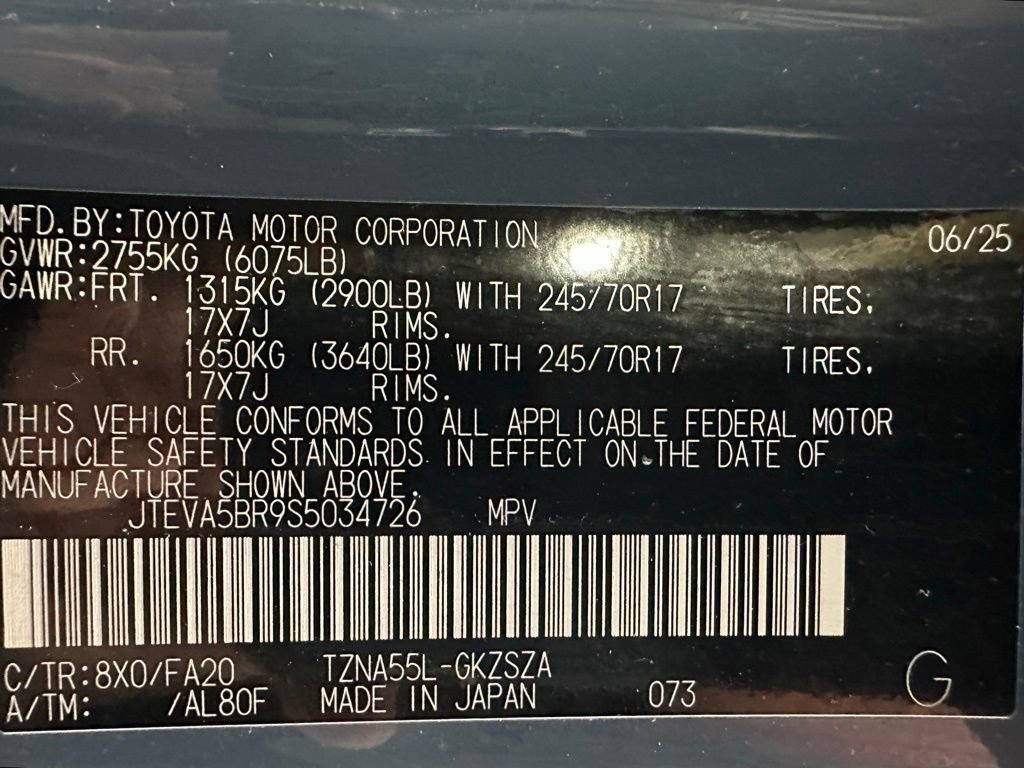 MFD. BY: TOYOTA MOTOR CORPORATION 06/25
GVWR: 2755KG (6075LB)
GAWR: FRT. 1315KG (2900LB) WITH 245/70R17 TIRES,
17X7J RIMS.
RR. 1650KG (3640LB) WITH 245/70R17 TIRES,
17X7J RIMS.
THIS VEHICLE CONFORMS TO ALL APPLICABLE FEDERAL MOTOR
VEHICLE SAFETY STANDARDS IN EFFECT ON THE DATE OF
MANUFACTURE SHOWN ABOVE.
JTEVA5BR9S5034726 MPV
C/TR: 8X0/FA20 TZNA55L-GKZSZA
A/TM: /AL80F MADE IN JAPAN 073 G